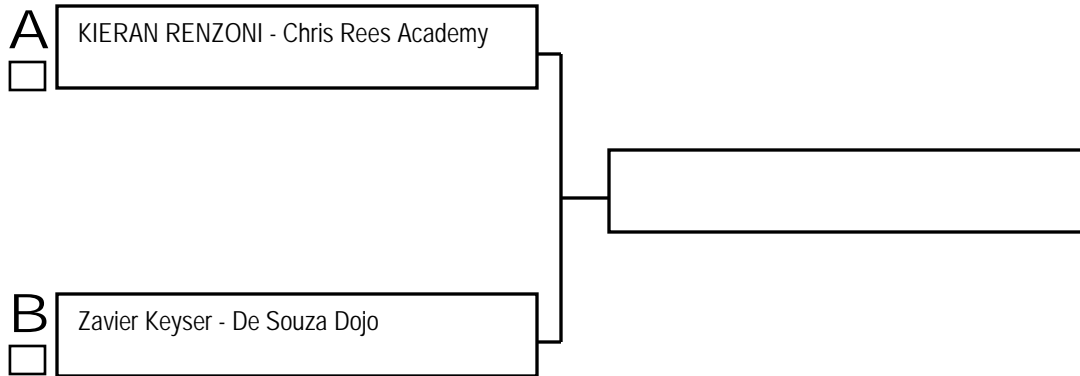 A
KIERAN RENZONI - Chris Rees Academy
B
Zavier Keyser - De Souza Dojo